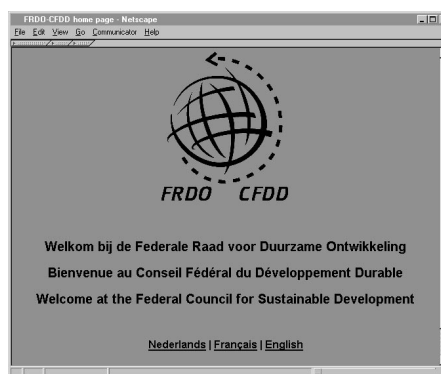 FRDO-CFDD home page - Netscape
File Edit View Go Communicator Help
FRDO CFDD
Welkom bij de Federale Raad voor Duurzame Ontwikkeling
Bienvenue au Conseil Fédéral du Développement Durable
Welcome at the Federal Council for Sustainable Development
Nederlands | Français | English